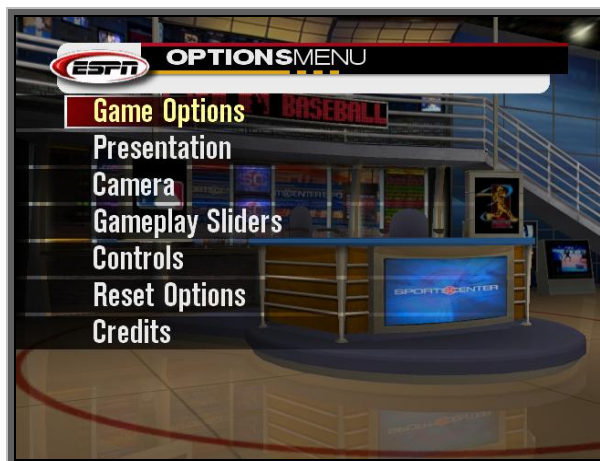 ESPN
OPTIONSMENU
BASEBALL
Game Options
Presentation
Camera
Gameplay Sliders
Controls
Reset Options
Credits
SPORTSCENTER